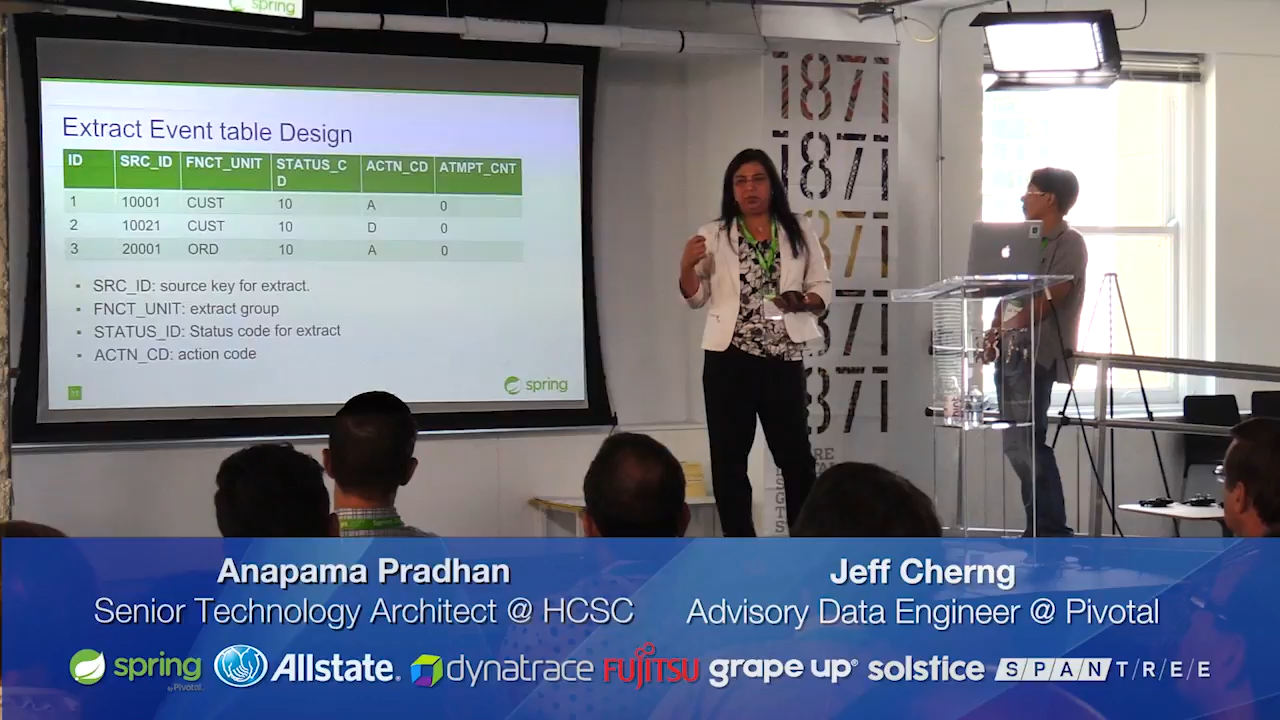 spring
Extract Event table Design
ID SRC_ID FNCT_UNIT STATUS_C D ACTN_CD ATMPT_CNT
1 10001 CUST 10 A 0
2 10021 CUST 10 D 0
3 20001 ORD 10 A 0
• SRC_ID: source key for extract.
• FNCT_UNIT: extract group
• STATUS_ID: Status code for extract
• ACTN_CD: action code
11
spring
1871
1871
1871
1871
1871
Anapama Pradhan
Senior Technology Architect @ HCSC
Jeff Cherng
Advisory Data Engineer @ Pivotal
spring by Pivotal. Allstate. dynatrace FUJITSU grape up® solstice SPANT/R/E/E